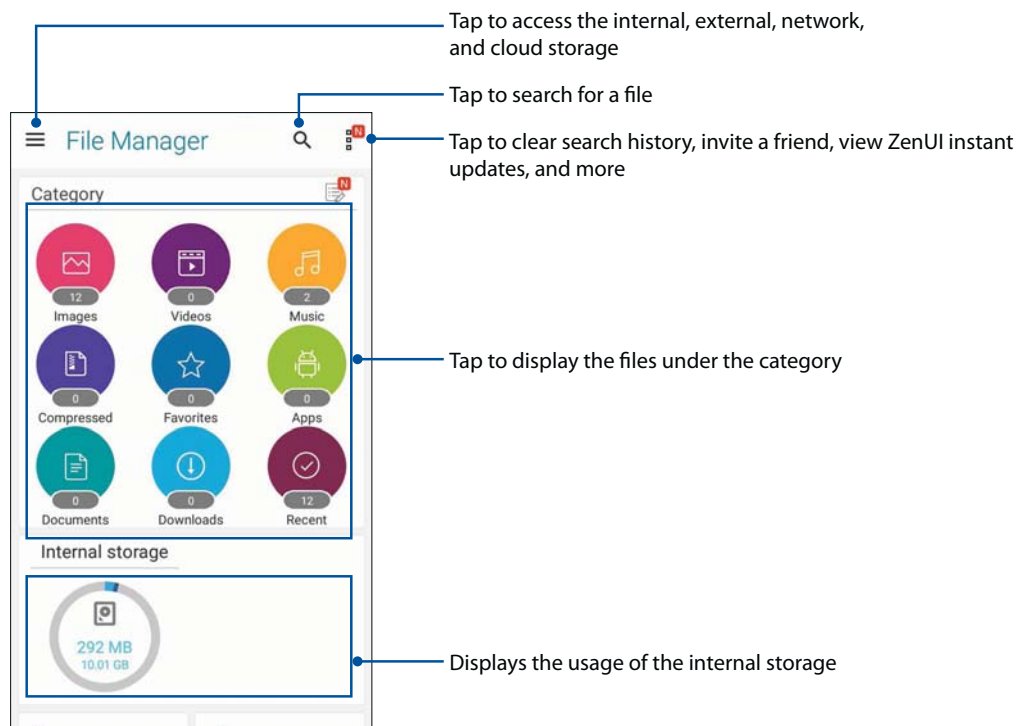 Tap to access the internal, external, network,
and cloud storage
Tap to search for a file
File Manager
N
Tap to clear search history, invite a friend, view ZenUI instant
updates, and more
Category
N
12
0
2
Images
Videos
Music
0
0
0
Compressed
Favorites
Apps
Tap to display the files under the category
0
0
12
Documents
Downloads
Recent
Internal storage
292 MB
10.01 GB
Displays the usage of the internal storage